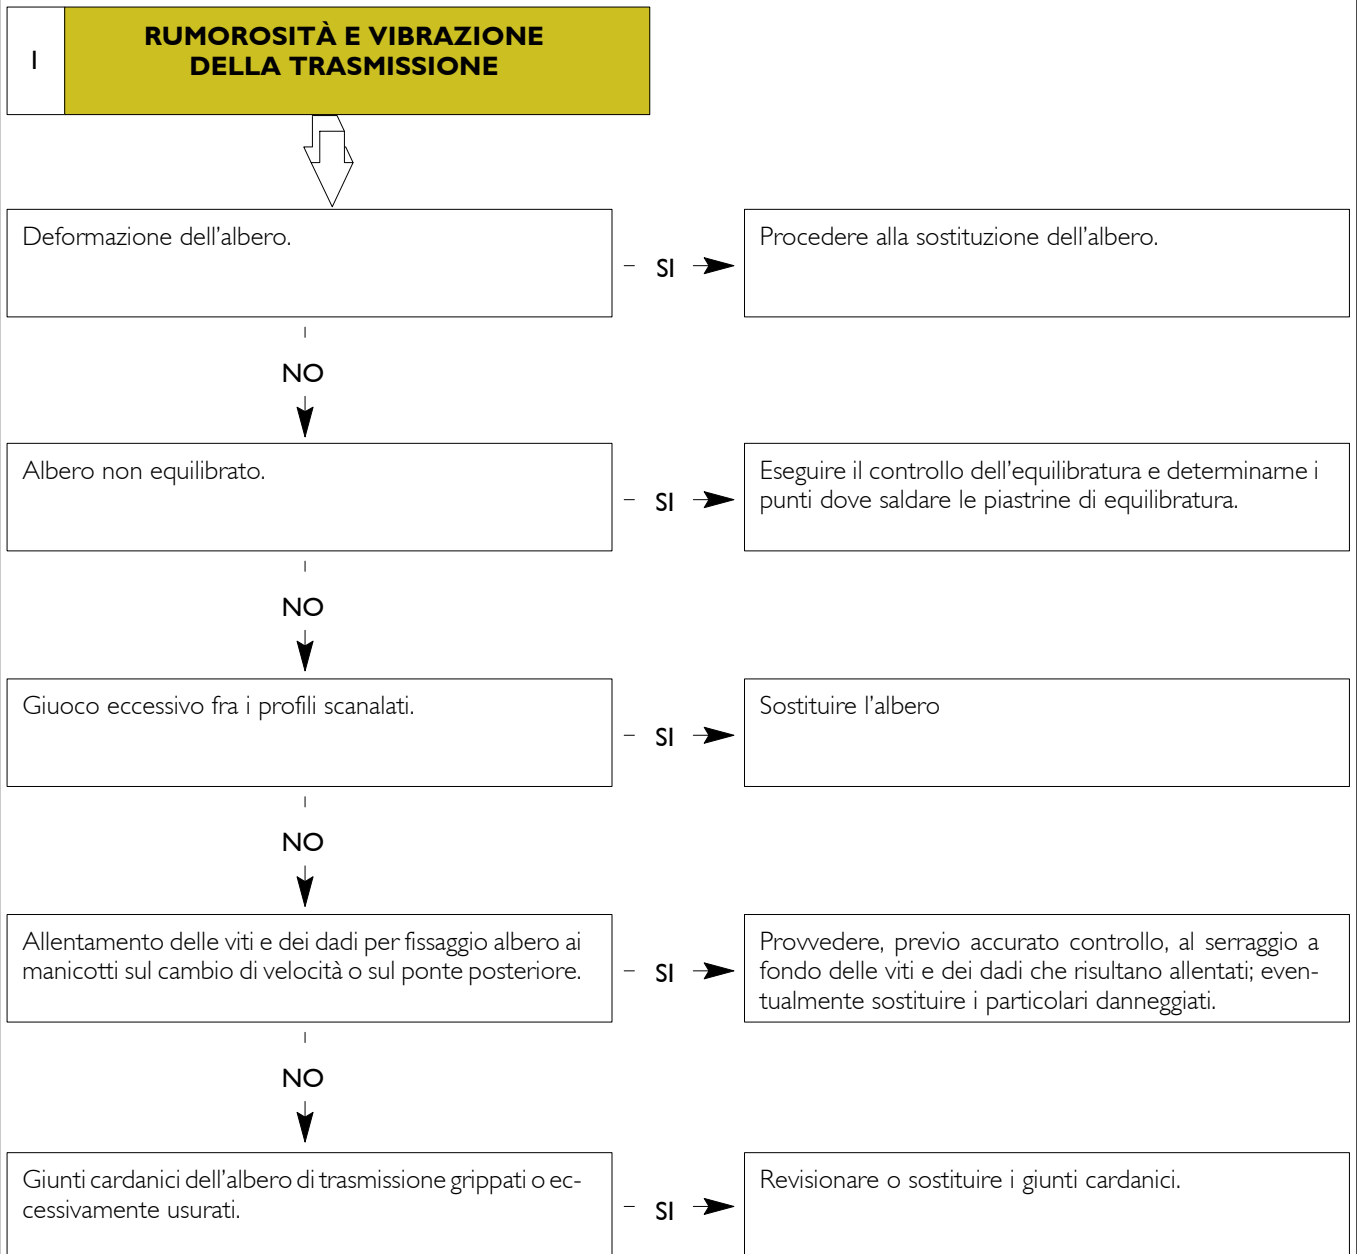 1
RUMOROSITÀ E VIBRAZIONE
DELLA TRASMISSIONE
Deformazione dell’albero.
SI
Procedere alla sostituzione dell’albero.
NO
Albero non equilibrato.
SI
Eseguire il controllo dell’equilibratura e determinarne i
punti dove saldare le piastrine di equilibratura.
NO
Giuoco eccessivo fra i profili scanalati.
SI
Sostituire l’albero
NO
Allentamento delle viti e dei dadi per fissaggio albero ai
manicotti sul cambio di velocità o sul ponte posteriore.
SI
Provvedere, previo accurato controllo, al serraggio a
fondo delle viti e dei dadi che risultano allentati; even-
tualmente sostituire i particolari danneggiati.
NO
Giunti cardanici dell’albero di trasmissione grippati o ec-
cessivamente usurati.
SI
Revisionare o sostituire i giunti cardanici.